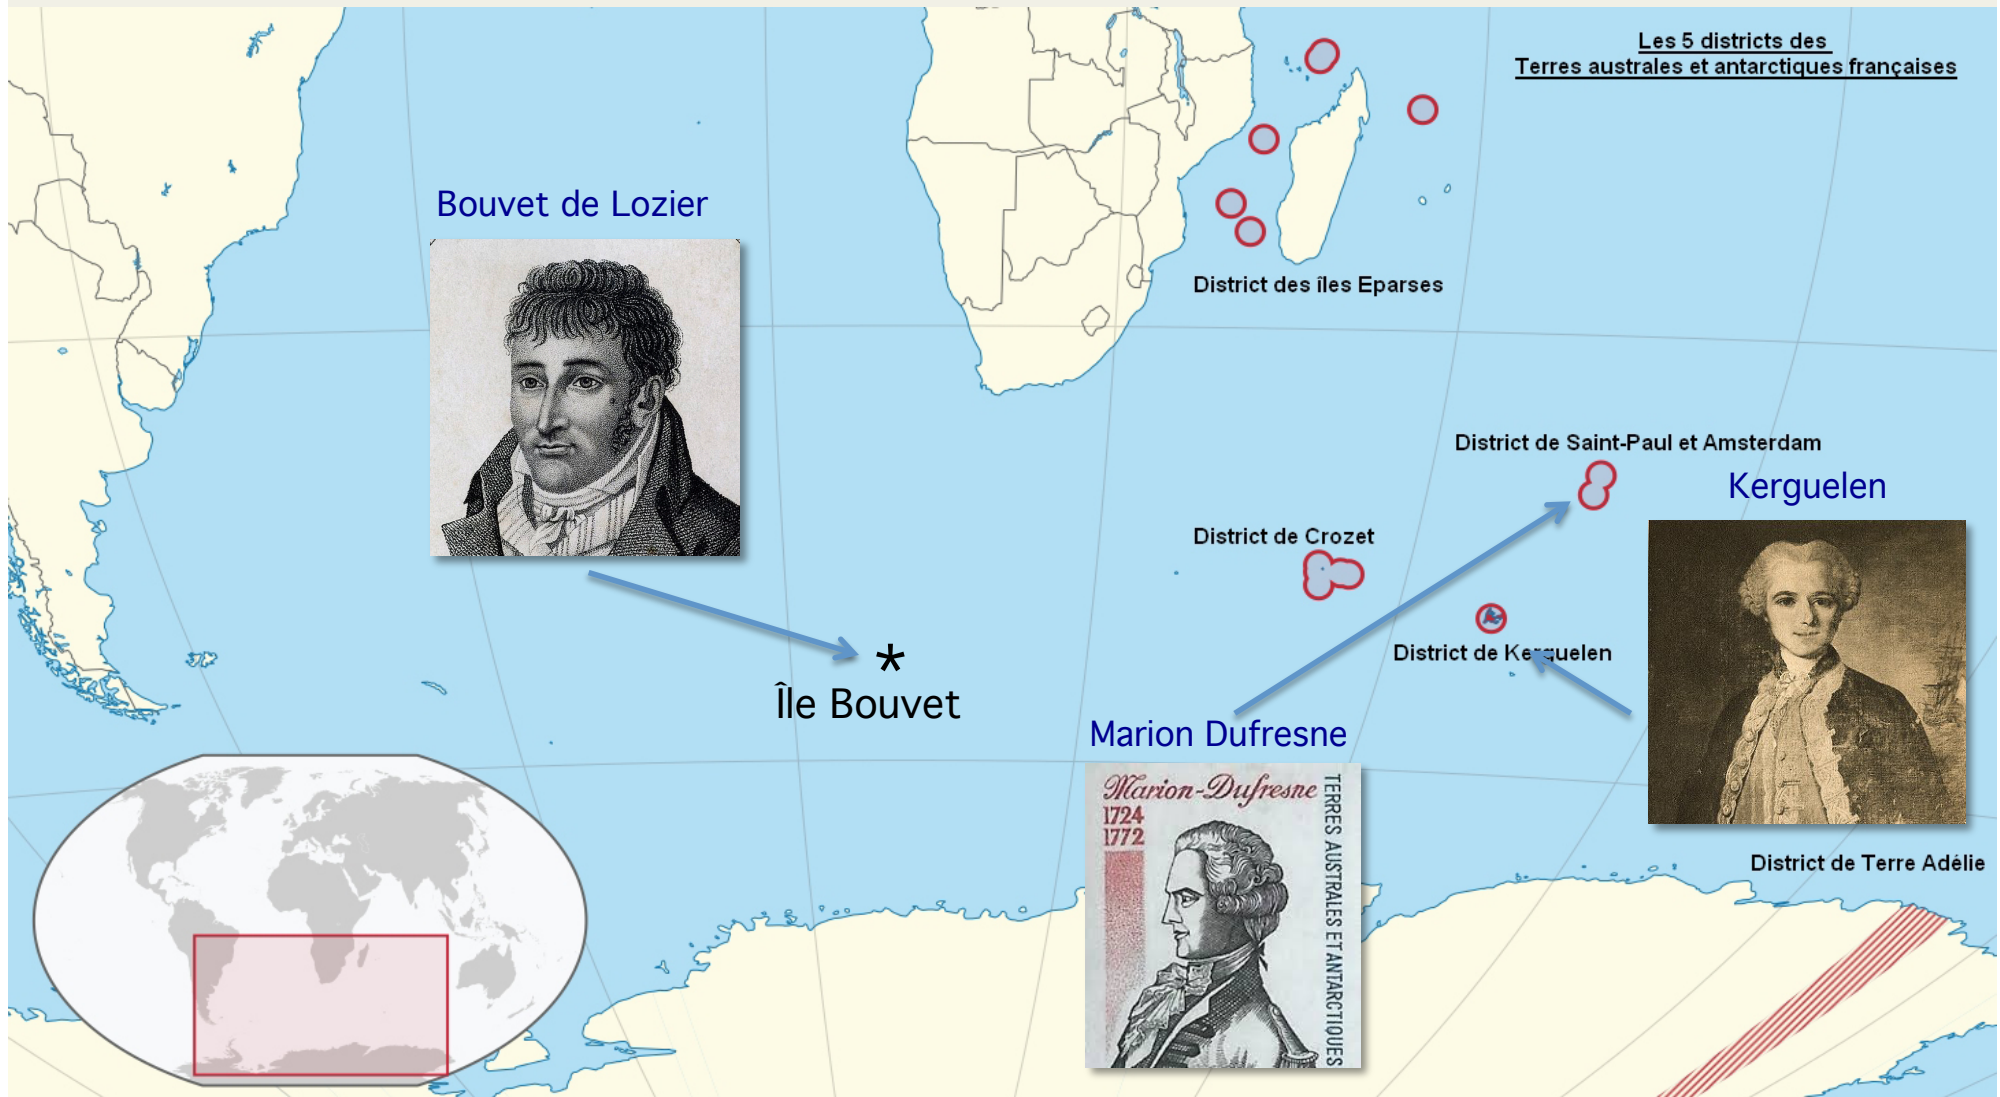 Les 5 districts des
Terres australes et antarctiques françaises
Bouvet de Lozier
District des îles Eparses
District de Saint-Paul et Amsterdam
Kerguelen
District de Crozet
District de Kerguelen
*
Île Bouvet
Marion Dufresne
Marion-Dufresne
1724
1772
TERRES AUSTRALES ET ANTARCTIQUES
District de Terre Adélie